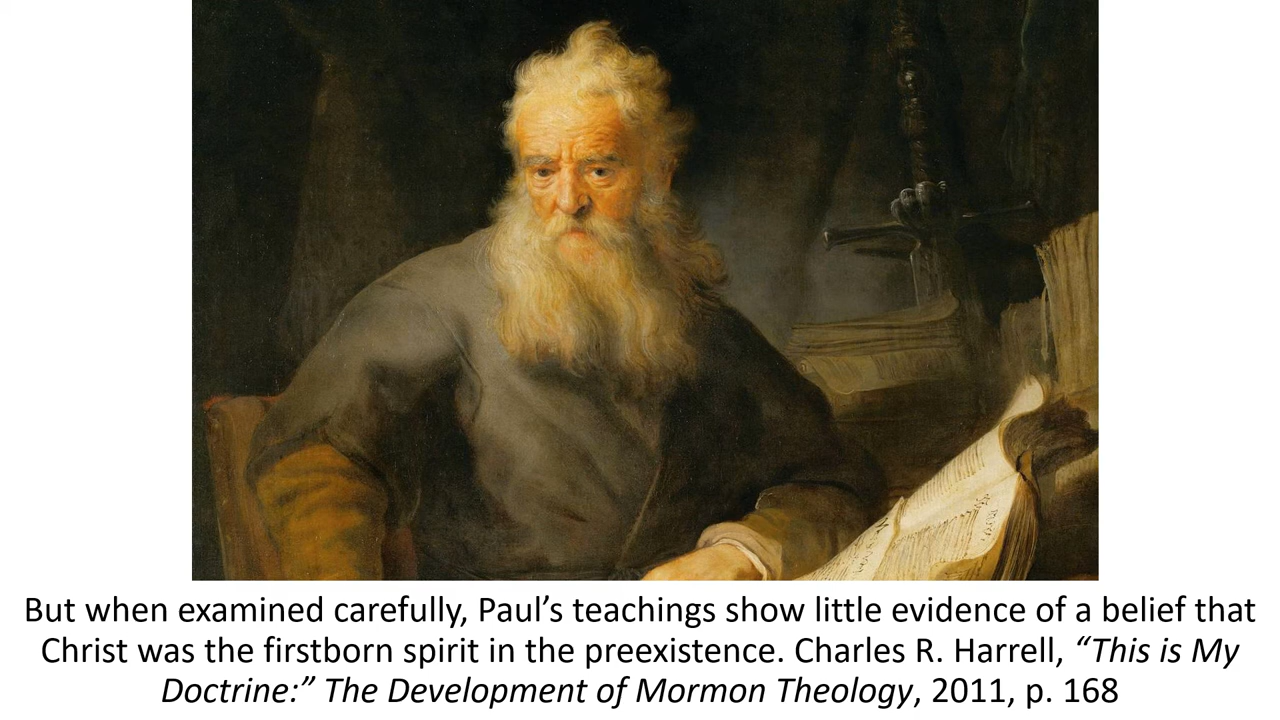 But when examined carefully, Paul’s teachings show little evidence of a belief that
Christ was the firstborn spirit in the preexistence. Charles R. Harrell, “This is My
Doctrine:” The Development of Mormon Theology, 2011, p. 168